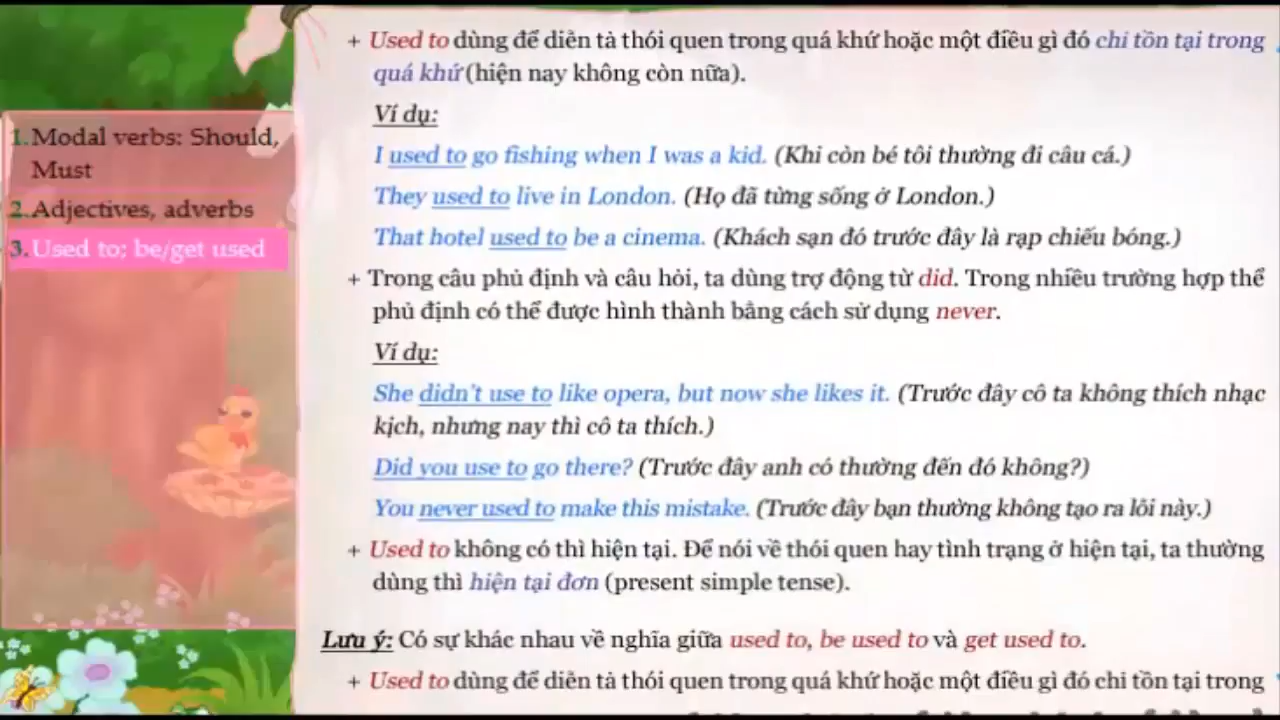 1.Modal verbs: Should,
Must
2.Adjectives, adverbs
3.Used to; be/get used
+ Used to dùng để diễn tả thói quen trong quá khứ hoặc một điều gì đó chỉ tồn tại trong
quá khứ (hiện nay không còn nữa).
Ví dụ:
I used to go fishing when I was a kid. (Khi còn bé tôi thường đi câu cá.)
They used to live in London. (Họ đã từng sống ở London.)
That hotel used to be a cinema. (Khách sạn đó trước đây là rạp chiếu bóng.)
+ Trong câu phủ định và câu hỏi, ta dùng trợ động từ did. Trong nhiều trường hợp thể
phủ định có thể được hình thành bằng cách sử dụng never.
Ví dụ:
She didn't use to like opera, but now she likes it. (Trước đây cô ta không thích nhạc
kịch, nhưng nay thì cô ta thích.)
Did you use to go there? (Trước đây anh có thường đến đó không?)
You never used to make this mistake. (Trước đây bạn thường không tạo ra lỗi này.)
+ Used to không có thì hiện tại. Để nói về thói quen hay tình trạng ở hiện tại, ta thường
dùng thì hiện tại đơn (present simple tense).
Lưu ý: Có sự khác nhau về nghĩa giữa used to, be used to và get used to.
+ Used to dùng để diễn tả thói quen trong quá khứ hoặc một điều gì đó chỉ tồn tại trong